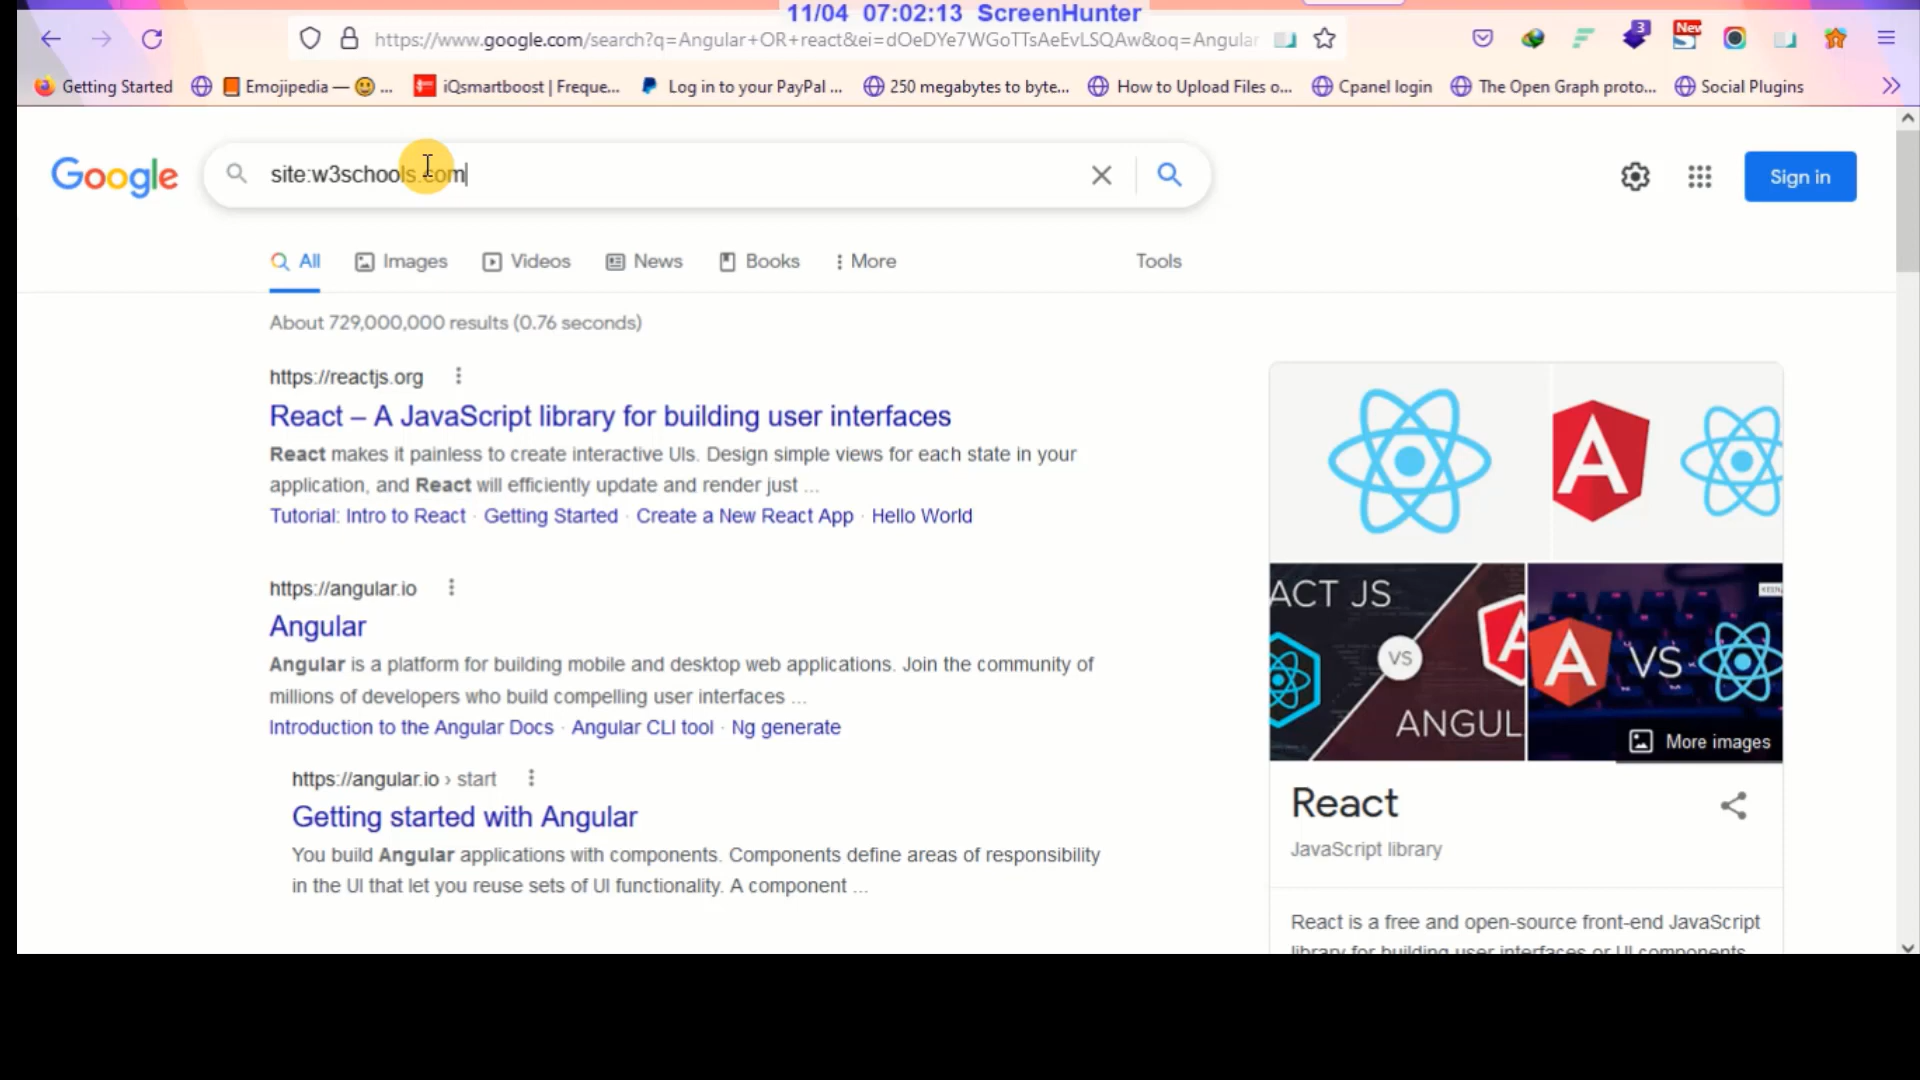 11/04 07:02:13 ScreenHunter
https://www.google.com/search?q=Angular+OR+react&ei=dOeDYe7WGoTTsAeEvLSQAw&oq=Angular
3
New
Getting Started
Emojipedia — ...
iQsmartboost | Freque...
Log in to your PayPal ...
250 megabytes to byte...
How to Upload Files o...
Cpanel login
The Open Graph proto...
Social Plugins
Google
site:w3schools.com
Sign in
All
Images
Videos
News
Books
More
Tools
About 729,000,000 results (0.76 seconds)
https://reactjs.org
React – A JavaScript library for building user interfaces
React makes it painless to create interactive UIs. Design simple views for each state in your
application, and React will efficiently update and render just ...
Tutorial: Intro to React · Getting Started · Create a New React App · Hello World
https://angular.io
Angular
Angular is a platform for building mobile and desktop web applications. Join the community of
millions of developers who build compelling user interfaces ...
Introduction to the Angular Docs · Angular CLI tool · Ng generate
https://angular.io › start
Getting started with Angular
You build Angular applications with components. Components define areas of responsibility
in the UI that let you reuse sets of UI functionality. A component ...
A
ACT JS
VS
A
ANGUL
A VS
More images
React
JavaScript library
React is a free and open-source front-end JavaScript
library for building user interfaces or UI components